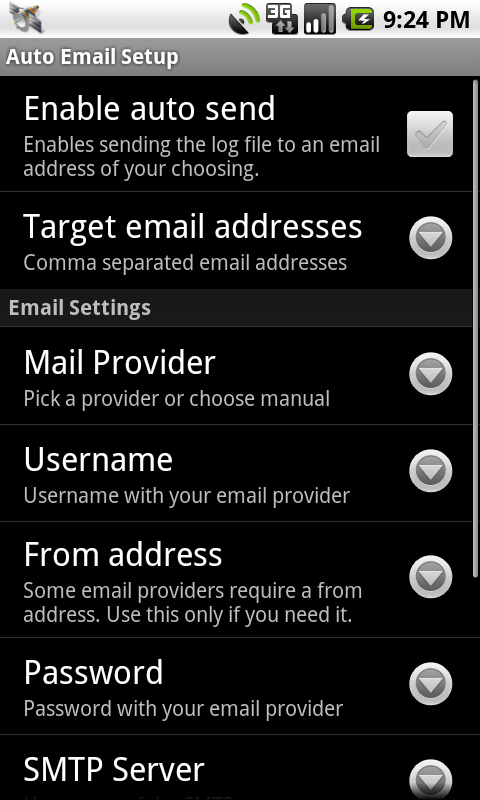 3G 9:24 PM
Auto Email Setup
Enable auto send
Enables sending the log file to an email
address of your choosing.
Target email addresses
Comma separated email addresses
Email Settings
Mail Provider
Pick a provider or choose manual
Username
Username with your email provider
From address
Some email providers require a from
address. Use this only if you need it.
Password
Password with your email provider
SMTP Server